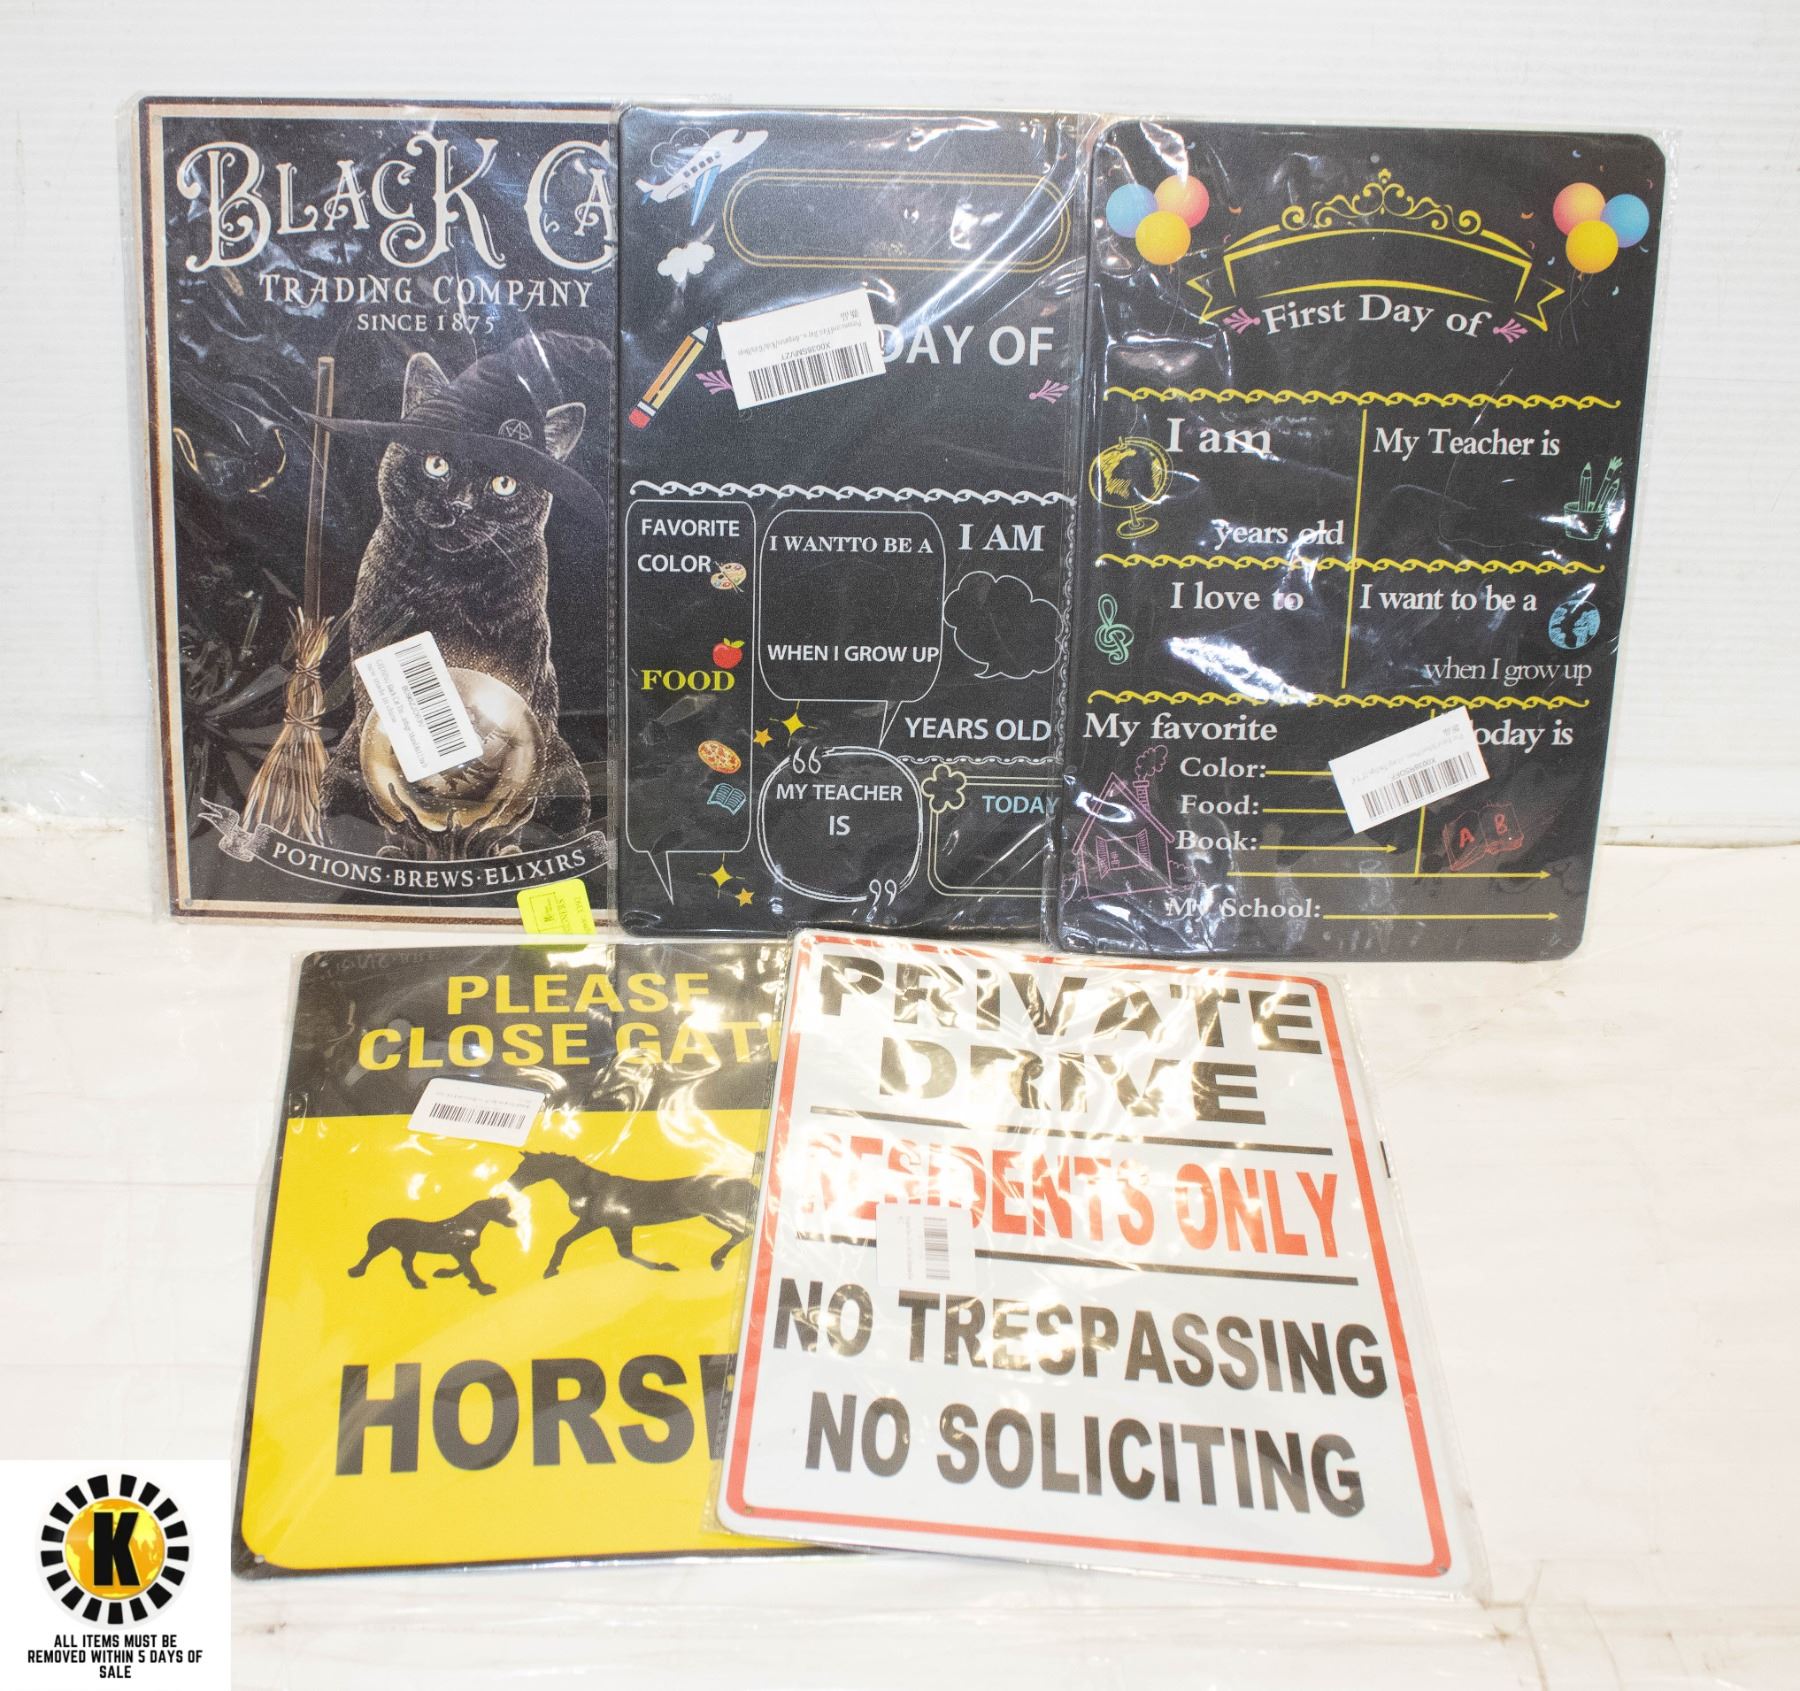 BLACK CA
TRADING COMPANY
SINCE 1875
POTIONS·BREWS·ELIXIRS
DAY OF
FAVORITE
COLOR
FOOD
I WANTTO BE A
WHEN I GROW UP
I AM
YEARS OLD
MY TEACHER
IS
TODAY
First Day of
I am
years old
My Teacher is
I love to
I want to be a
when I grow up
My favorite
Color:
Food:
Book:
Today is
A B
My School:
PLEASE
CLOSE GAT
HORS
PRIVATE
DRIVE
RESIDENTS ONLY
NO TRESPASSING
NO SOLICITING
K
ALL ITEMS MUST BE
REMOVED WITHIN 5 DAYS OF
SALE